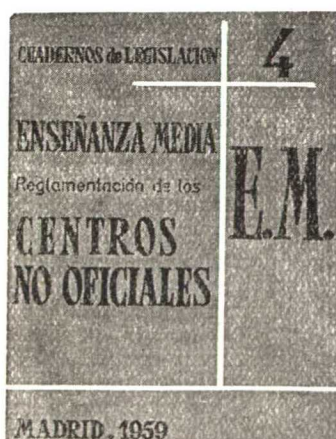 CUADERNOS de LEGISLACION
4
ENSEÑANZA MEDIA
Reglamentación de los
CENTROS
NO OFICIALES
E.M.
MADRID, 1959